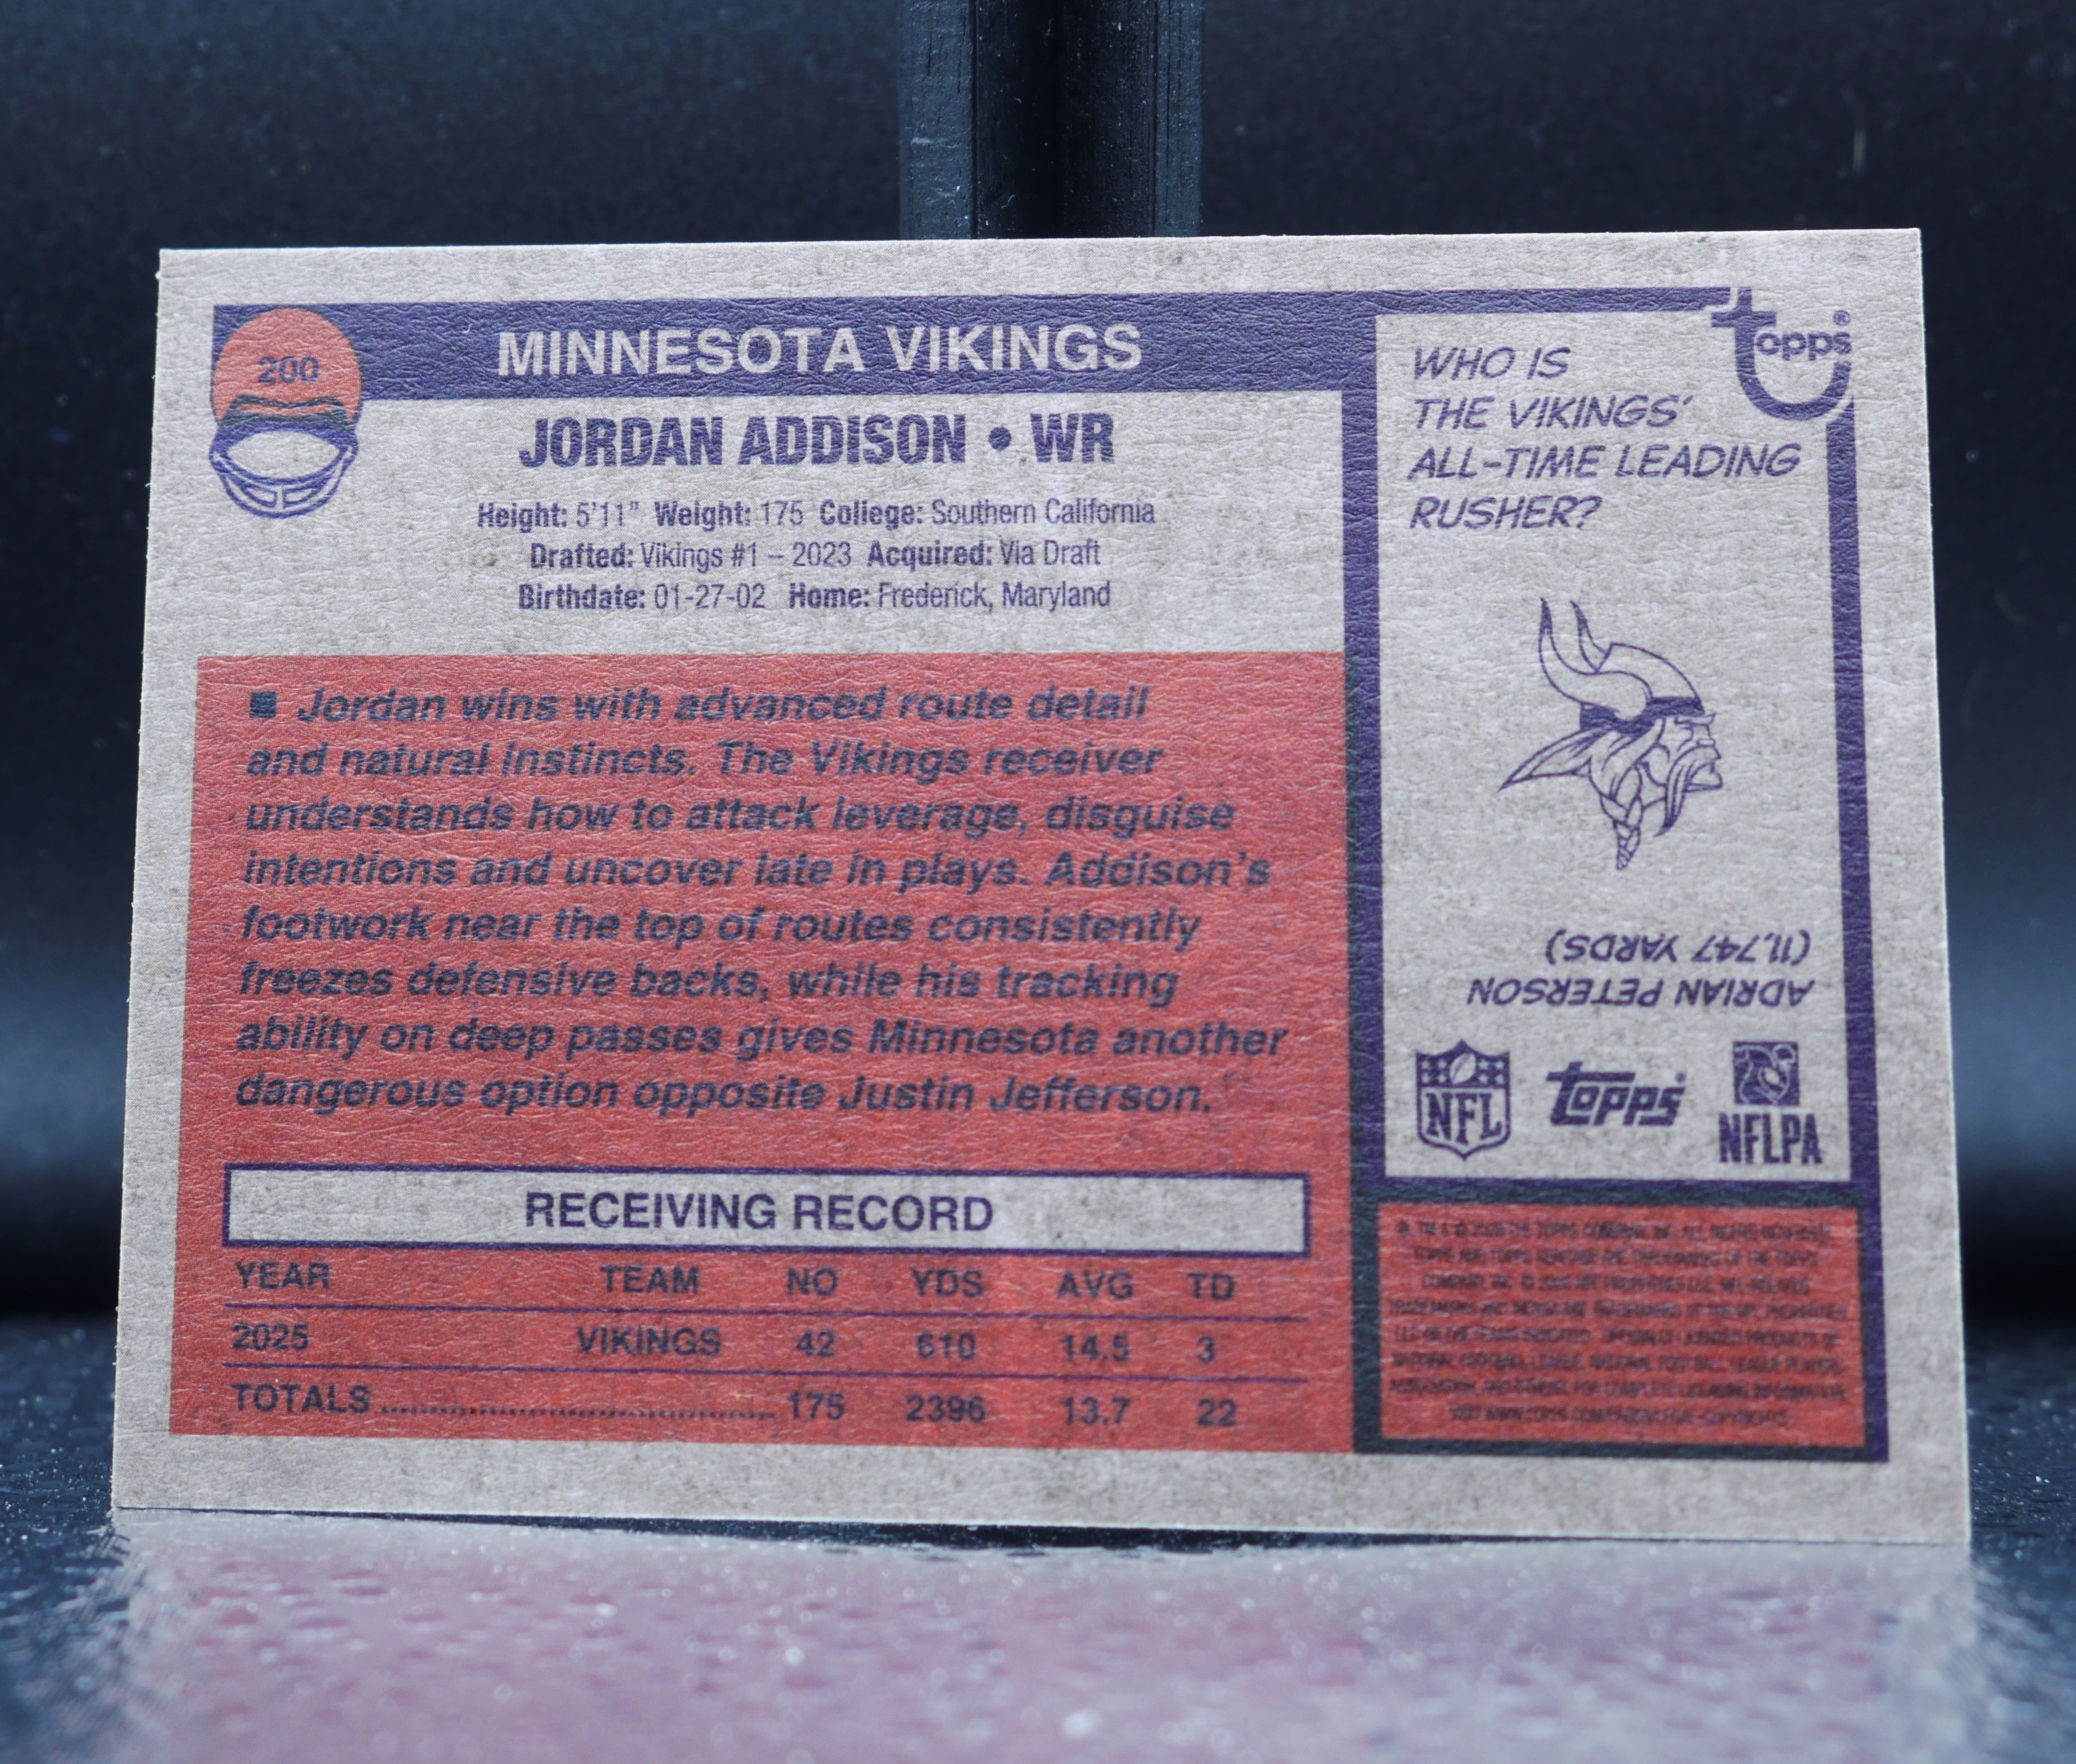 200
MINNESOTA VIKINGS
JORDAN ADDISON • WR
Height: 5'11" Weight: 175 College: Southern California
Drafted: Vikings #1 – 2023 Acquired: Via Draft
Birthdate: 01-27-02 Home: Frederick, Maryland
■ Jordan wins with advanced route detail
and natural instincts. The Vikings receiver
understands how to attack leverage, disguise
intentions and uncover late in plays. Addison's
footwork near the top of routes consistently
freezes defensive backs, while his tracking
ability on deep passes gives Minnesota another
dangerous option opposite Justin Jefferson.
RECEIVING RECORD
YEAR TEAM NO YDS AVG TD
2025 VIKINGS 42 610 14.5 3
TOTALS 175 2396 13.7 22
topps®
WHO IS
THE VIKINGS'
ALL-TIME LEADING
RUSHER?
ADRIAN PETERSON
(11,747 YARDS)
NFL topps® NFLPA